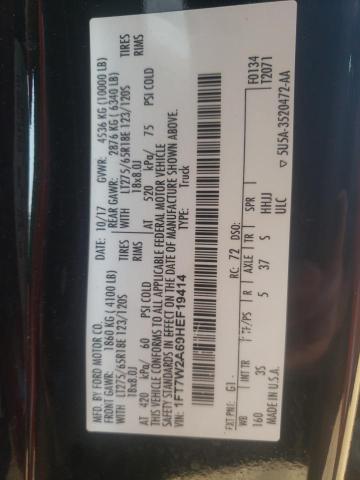 MFD. BY FORD MOTOR CO.
DATE: 10/17 GVWR: 4536 KG (10000 LB)
FRONT GAWR: 1860 KG ( 4100 LB) REAR GAWR: 2876 KG ( 6340 LB)
WITH LT275/65R18E 123/120S TIRES WITH LT275/65R18E 123/120S TIRES
18x8.0J RIMS 18x8.0J RIMS
AT 420 kPa/ 60 PSI COLD AT 520 kPa/ 75 PSI COLD
THIS VEHICLE CONFORMS TO ALL APPLICABLE FEDERAL MOTOR VEHICLE
SAFETY STANDARDS IN EFFECT ON THE DATE OF MANUFACTURE SHOWN ABOVE.
1FT7W2A69HEF19414 TYPE: Truck
F0134
T2071
EXT PNT: G1 RC: 72 DSO:
WB TP/PS R AXLE TR SPR
160 35 5 37 S HHJJ
ULC
MADE IN U.S.A. ▽ 5U5A-3520472-AA